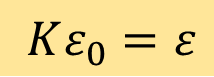 Kε₀ = ε